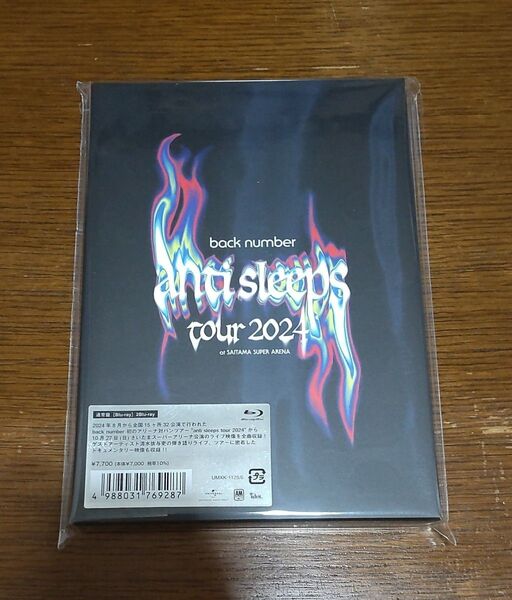 back number
anti sleeps
tour 2024
at SAITAMA SUPER ARENA
通常盤 [Blu-ray] 2Blu-ray
2024年8月から全国15ヶ所32公演で行われた
back number 初のアリーナ対バンツアー"anti sleeps tour 2024"から
10月27日(日)さいたまスーパーアリーナ公演のライブ映像を全曲収録!
ゲストアーティスト清水依与吏の弾き語りライブ、ツアーに密着した
ドキュメンタリー映像も収録!!
¥7,700 (本体¥7,000 税率10%)
UMXK-1125/6
4 988031 769287
UNIVERSAL
A&M